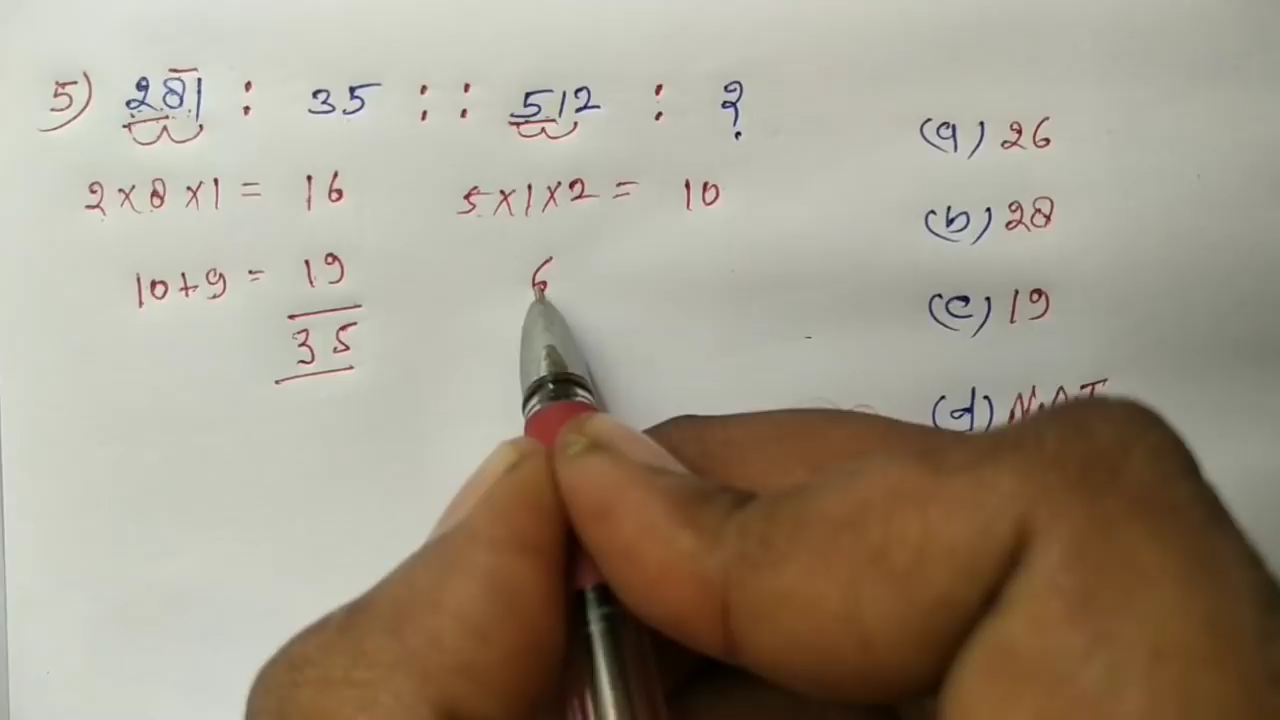 5) 281 : 35 :: 512 : ?
2×8×1 = 16
5×1×2 = 10
10+9 = 19
6
35
(a) 26
(b) 28
(c) 19
(d)